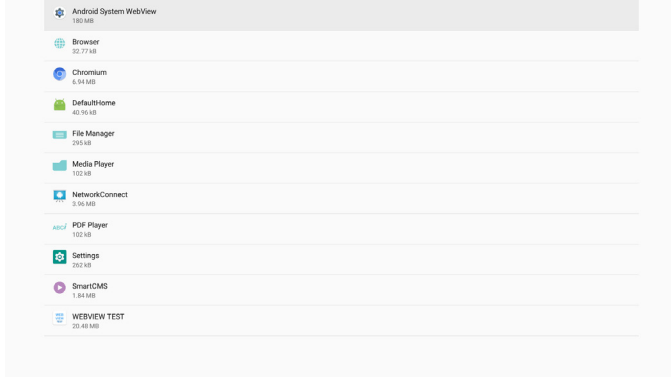 Android System WebView
180 MB
Browser
32.77 kB
Chromium
6.94 MB
DefaultHome
40.96 kB
File Manager
295 kB
Media Player
102 kB
NetworkConnect
3.96 MB
PDF Player
102 kB
Settings
262 kB
SmartCMS
1.84 MB
WEBVIEW TEST
20.48 MB